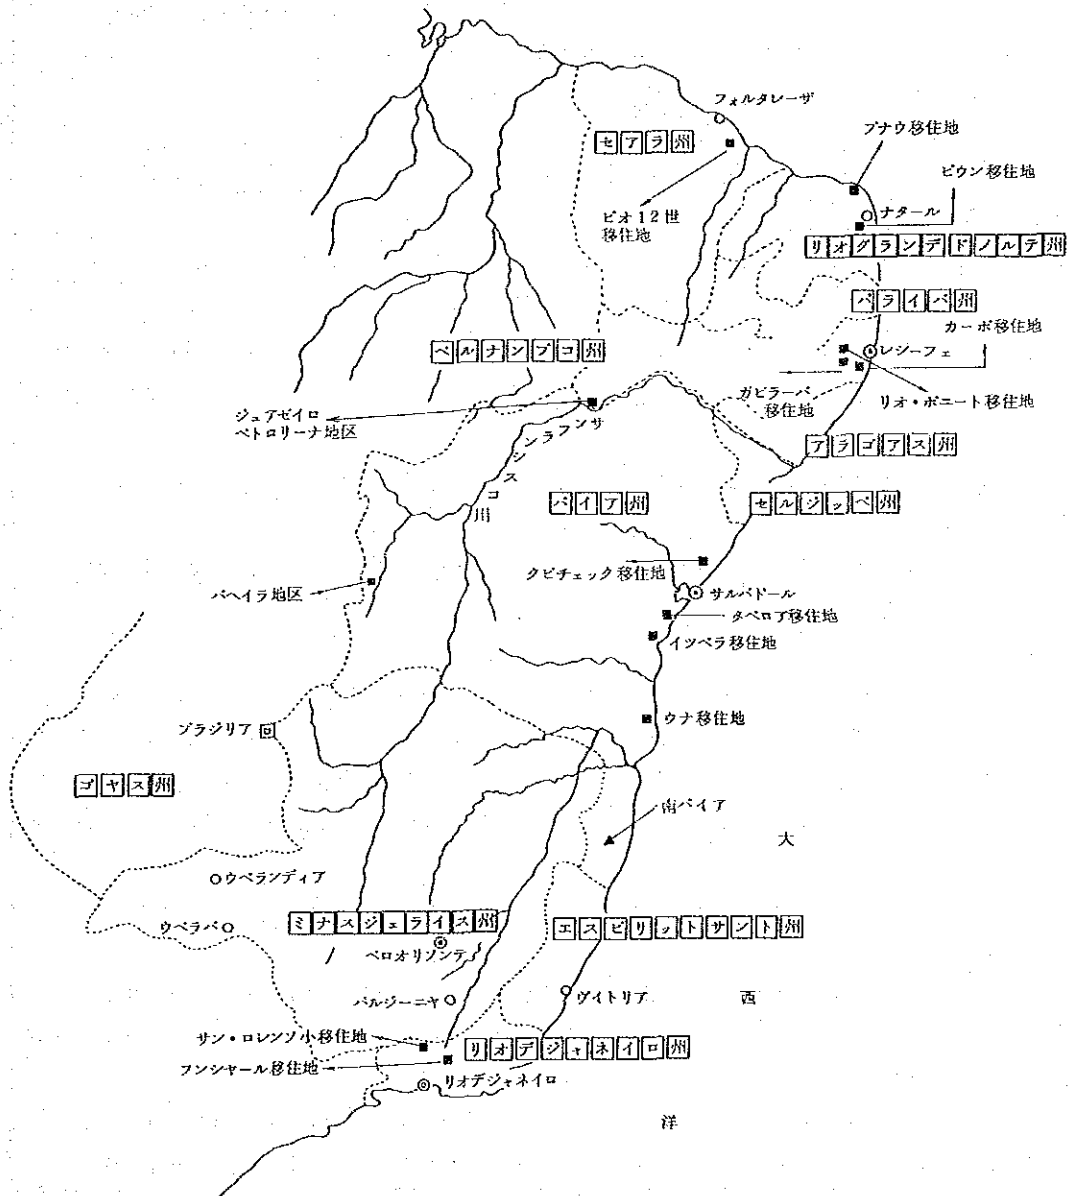 フォルタレーザ
プナウ移住地
セアラ州
ピウン移住地
ピオ12世
移住地
ナタール
リオグランデドノルテ州
パライバ州
カーボ移住地
ペルナンブコ州
レシーフェ
ガビラーバ
移住地
リオ・ボニート移住地
ジュアゼイロ
ペトロリーナ地区
サンフランシスコ川
アラゴアス州
バイア州
セルジッペ州
クビチェック移住地
バヘイラ地区
サルバドール
タペロア移住地
イツベラ移住地
ウナ移住地
ブラジリア
ゴヤス州
南バイア
大
ウベランディア
ミナスジェライス州
エスピリットサント州
ウベラバ
ベロオリゾンテ
西
バルジーニヤ
ヴイトリア
サン・ロレンソ小移住地
リオデジャネイロ州
フンシャール移住地
リオデジャネイロ
洋